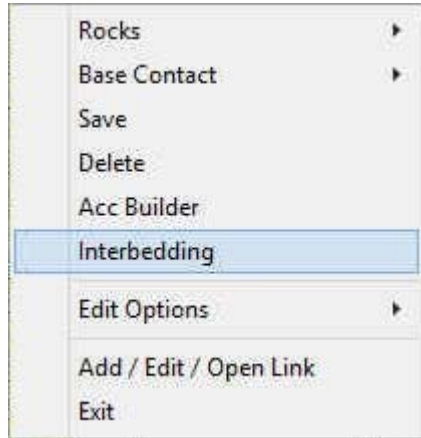 Rocks
Base Contact
Save
Delete
Acc Builder
Interbedding
Edit Options
Add / Edit / Open Link
Exit